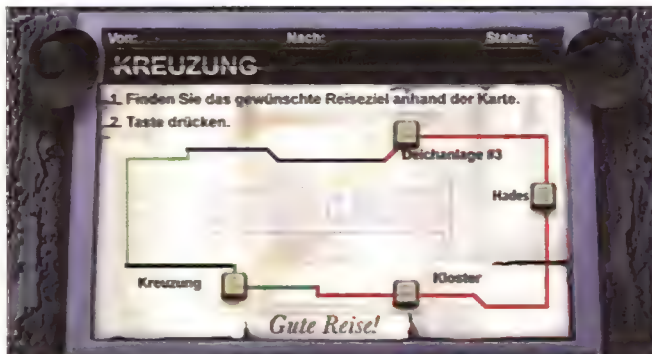 Von: Nach: Status:
KREUZUNG
1. Finden Sie das gewünschte Reiseziel anhand der Karte.
2. Taste drücken.
Deichanlage #3
Hades
Kreuzung
Kloster
Gute Reise!